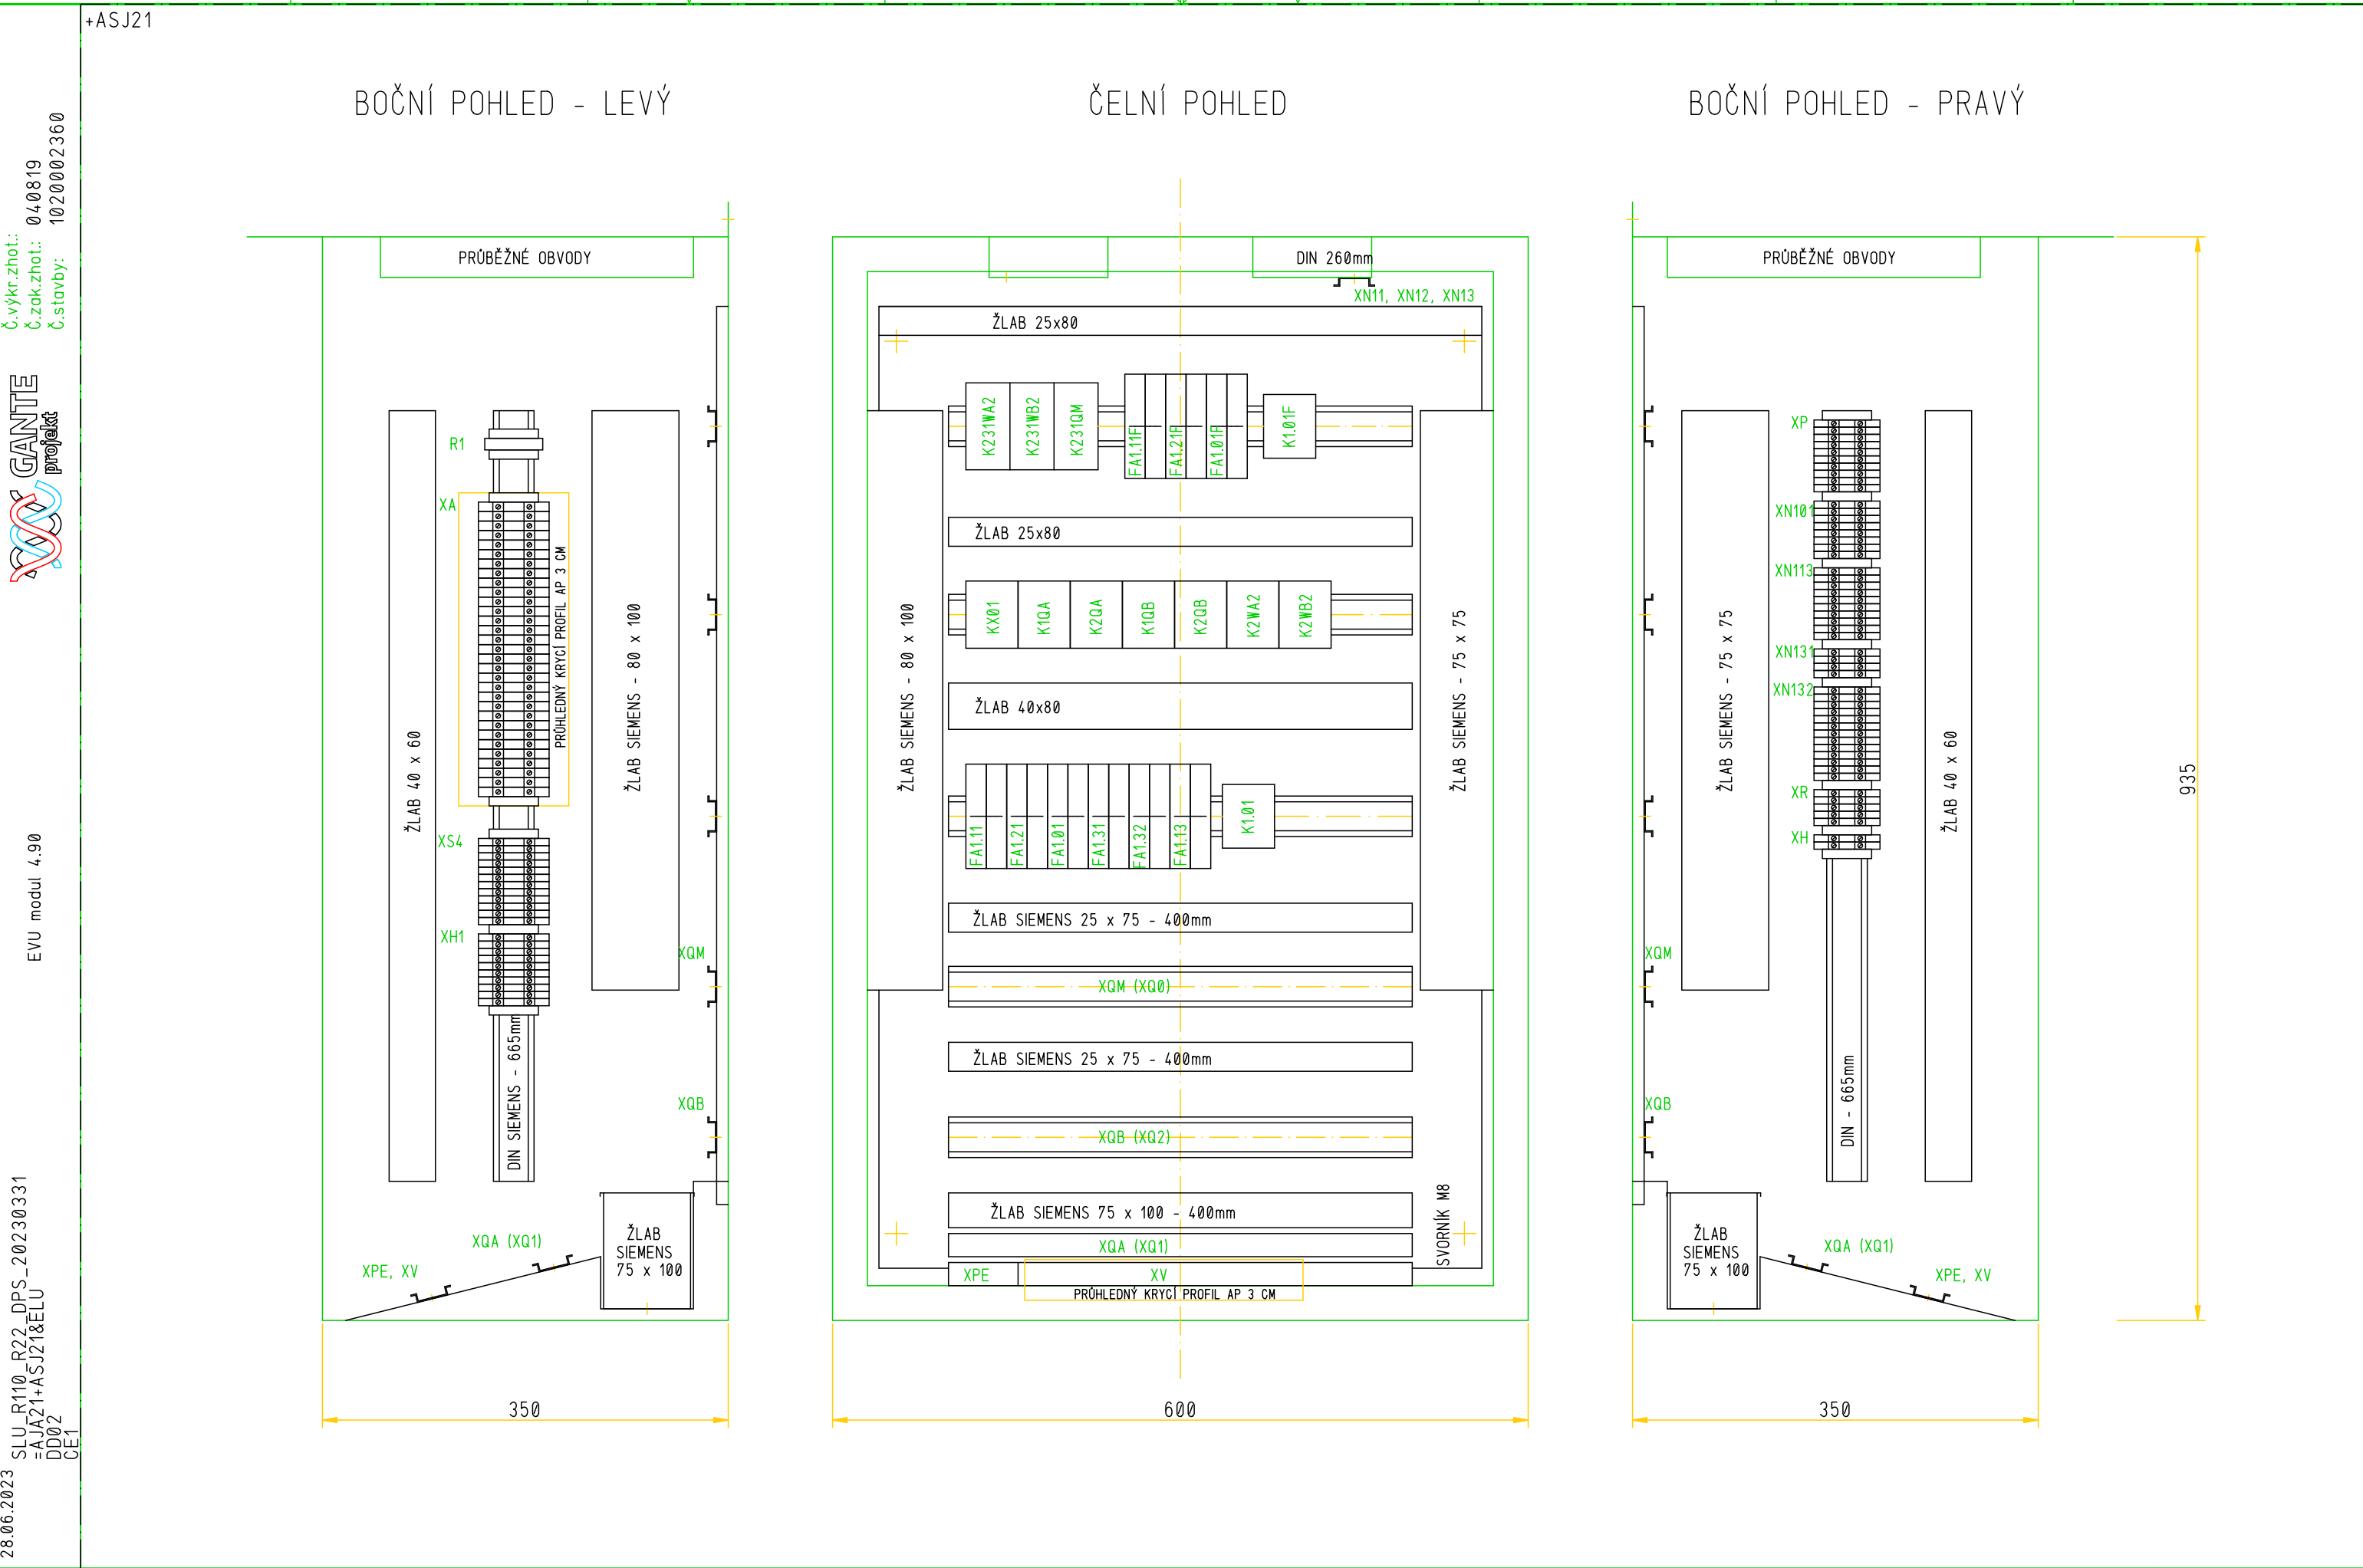 +ASJ21
BOČNÍ POHLED - LEVÝ
ČELNÍ POHLED
BOČNÍ POHLED - PRAVÝ
Č.výkr.zhot.:
Č.zak.zhot.: 040819
Č.stavby: 10200002360
GANTE
projekt
EVU modul 4.90
SLU_R110_R22_DPS_20230331
=AJA21+ASJ21&ELU
DD02
CE1
28.06.2023
PRŮBĚŽNÉ OBVODY
R1
XA
XS4
XH1
ŽLAB 40 x 60
PRŮHLEDNÝ KRYCÍ PROFIL AP 3 CM
ŽLAB SIEMENS - 80 x 100
DIN SIEMENS - 665mm
XQM
XQB
XQA (XQ1)
XPE, XV
ŽLAB
SIEMENS
75 x 100
350
DIN 260mm
XN11, XN12, XN13
ŽLAB 25x80
K231WA2
K231WB2
K231QM
FA1.11F
FA1.21F
FA1.01F
K1.01F
ŽLAB 25x80
KX01
K1QA
K2QA
K1QB
K2QB
K2WA2
K2WB2
ŽLAB SIEMENS - 80 x 100
ŽLAB SIEMENS - 75 x 75
ŽLAB 40x80
FA1.11
FA1.21
FA1.01
FA1.31
FA1.32
FA1.13
K1.01
ŽLAB SIEMENS 25 x 75 - 400mm
XQM (XQ0)
ŽLAB SIEMENS 25 x 75 - 400mm
XQB (XQ2)
ŽLAB SIEMENS 75 x 100 - 400mm
SVORNÍK M8
XQA (XQ1)
XPE
XV
PRŮHLEDNÝ KRYCÍ PROFIL AP 3 CM
600
PRŮBĚŽNÉ OBVODY
XP
XN101
XN113
XN131
XN132
XR
XH
ŽLAB SIEMENS - 75 x 75
ŽLAB 40 x 60
DIN - 665mm
XQM
XQB
XQA (XQ1)
XPE, XV
ŽLAB
SIEMENS
75 x 100
350
935